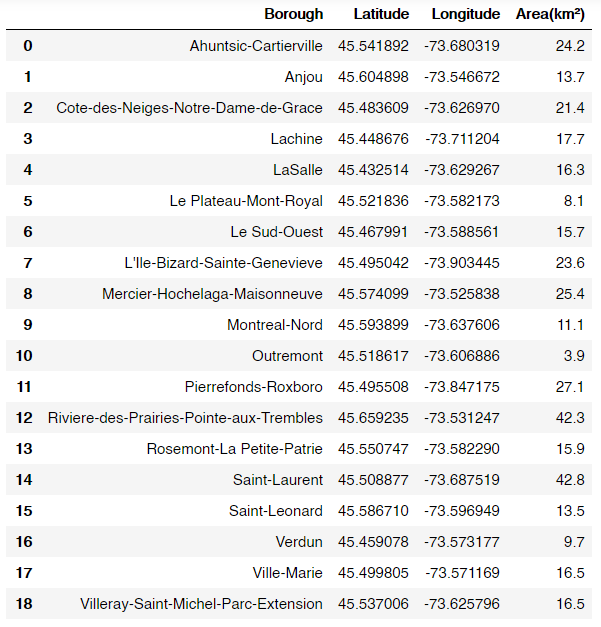 Borough Latitude Longitude Area(km²)
0 Ahuntsic-Cartierville 45.541892 -73.680319 24.2
1 Anjou 45.604898 -73.546672 13.7
2 Cote-des-Neiges-Notre-Dame-de-Grace 45.483609 -73.626970 21.4
3 Lachine 45.448676 -73.711204 17.7
4 LaSalle 45.432514 -73.629267 16.3
5 Le Plateau-Mont-Royal 45.521836 -73.582173 8.1
6 Le Sud-Ouest 45.467991 -73.588561 15.7
7 L'Ile-Bizard-Sainte-Genevieve 45.495042 -73.903445 23.6
8 Mercier-Hochelaga-Maisonneuve 45.574099 -73.525838 25.4
9 Montreal-Nord 45.593899 -73.637606 11.1
10 Outremont 45.518617 -73.606886 3.9
11 Pierrefonds-Roxboro 45.495508 -73.847175 27.1
12 Riviere-des-Prairies-Pointe-aux-Trembles 45.659235 -73.531247 42.3
13 Rosemont-La Petite-Patrie 45.550747 -73.582290 15.9
14 Saint-Laurent 45.508877 -73.687519 42.8
15 Saint-Leonard 45.586710 -73.596949 13.5
16 Verdun 45.459078 -73.573177 9.7
17 Ville-Marie 45.499805 -73.571169 16.5
18 Villeray-Saint-Michel-Parc-Extension 45.537006 -73.625796 16.5